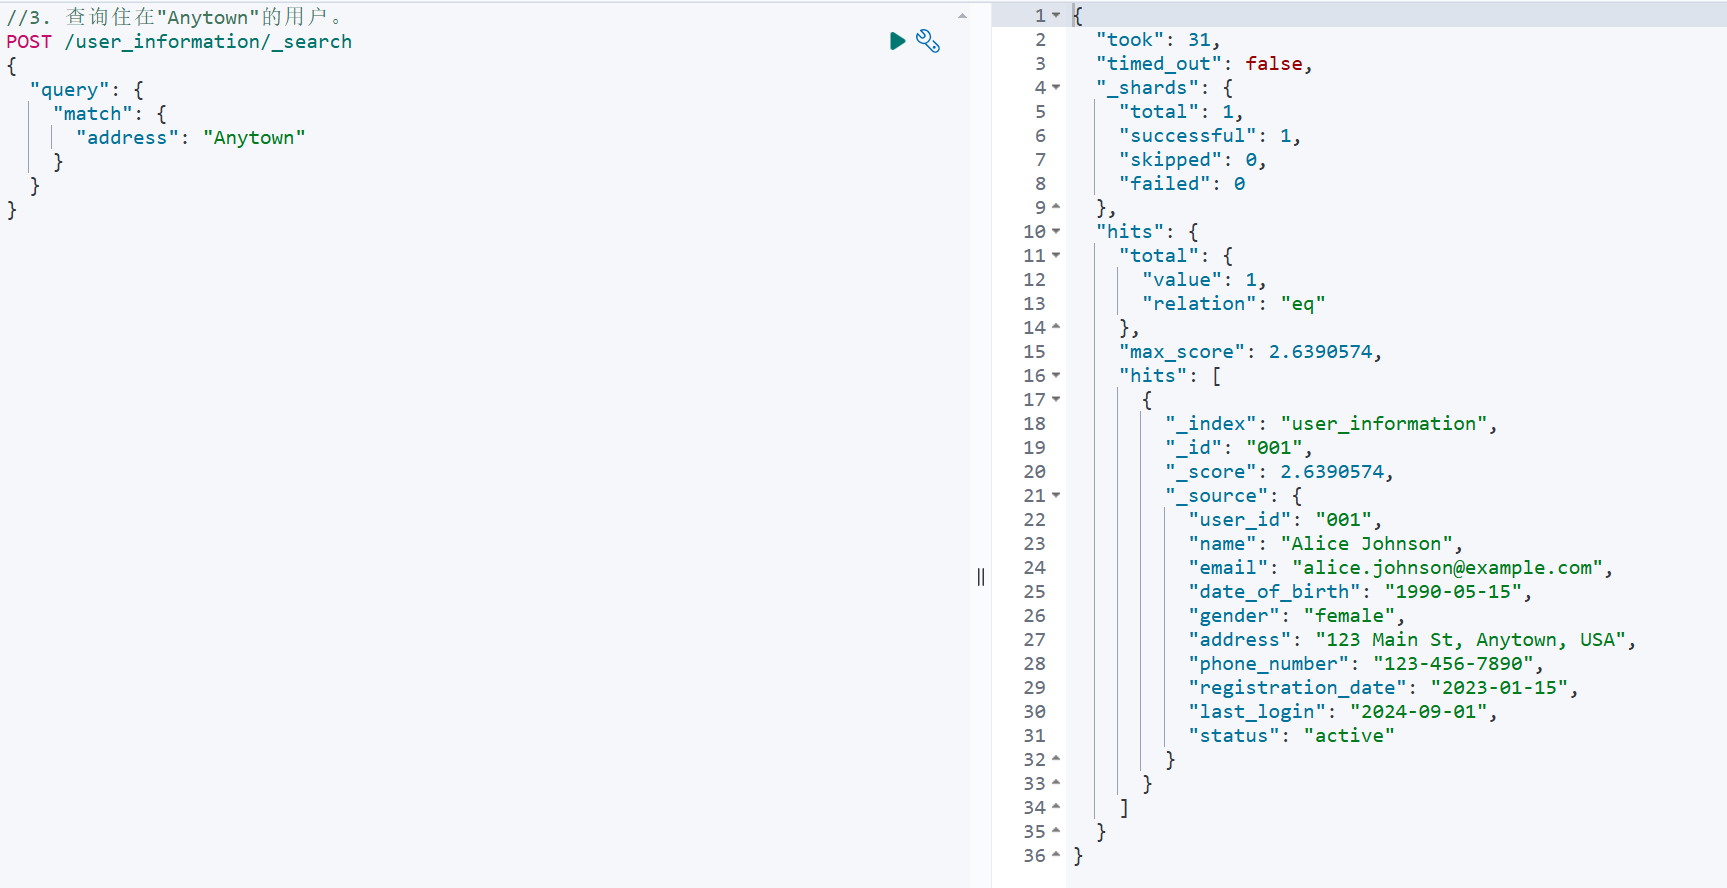 //3. 查询住在"Anytown"的用户。
POST /user_information/_search
{
  "query": {
    "match": {
      "address": "Anytown"
    }
  }
}
1 {
2   "took": 31,
3   "timed_out": false,
4   "_shards": {
5     "total": 1,
6     "successful": 1,
7     "skipped": 0,
8     "failed": 0
9   },
10   "hits": {
11     "total": {
12       "value": 1,
13       "relation": "eq"
14     },
15     "max_score": 2.6390574,
16     "hits": [
17       {
18         "_index": "user_information",
19         "_id": "001",
20         "_score": 2.6390574,
21         "_source": {
22           "user_id": "001",
23           "name": "Alice Johnson",
24           "email": "alice.johnson@example.com",
25           "date_of_birth": "1990-05-15",
26           "gender": "female",
27           "address": "123 Main St, Anytown, USA",
28           "phone_number": "123-456-7890",
29           "registration_date": "2023-01-15",
30           "last_login": "2024-09-01",
31           "status": "active"
32         }
33       }
34     ]
35   }
36 }